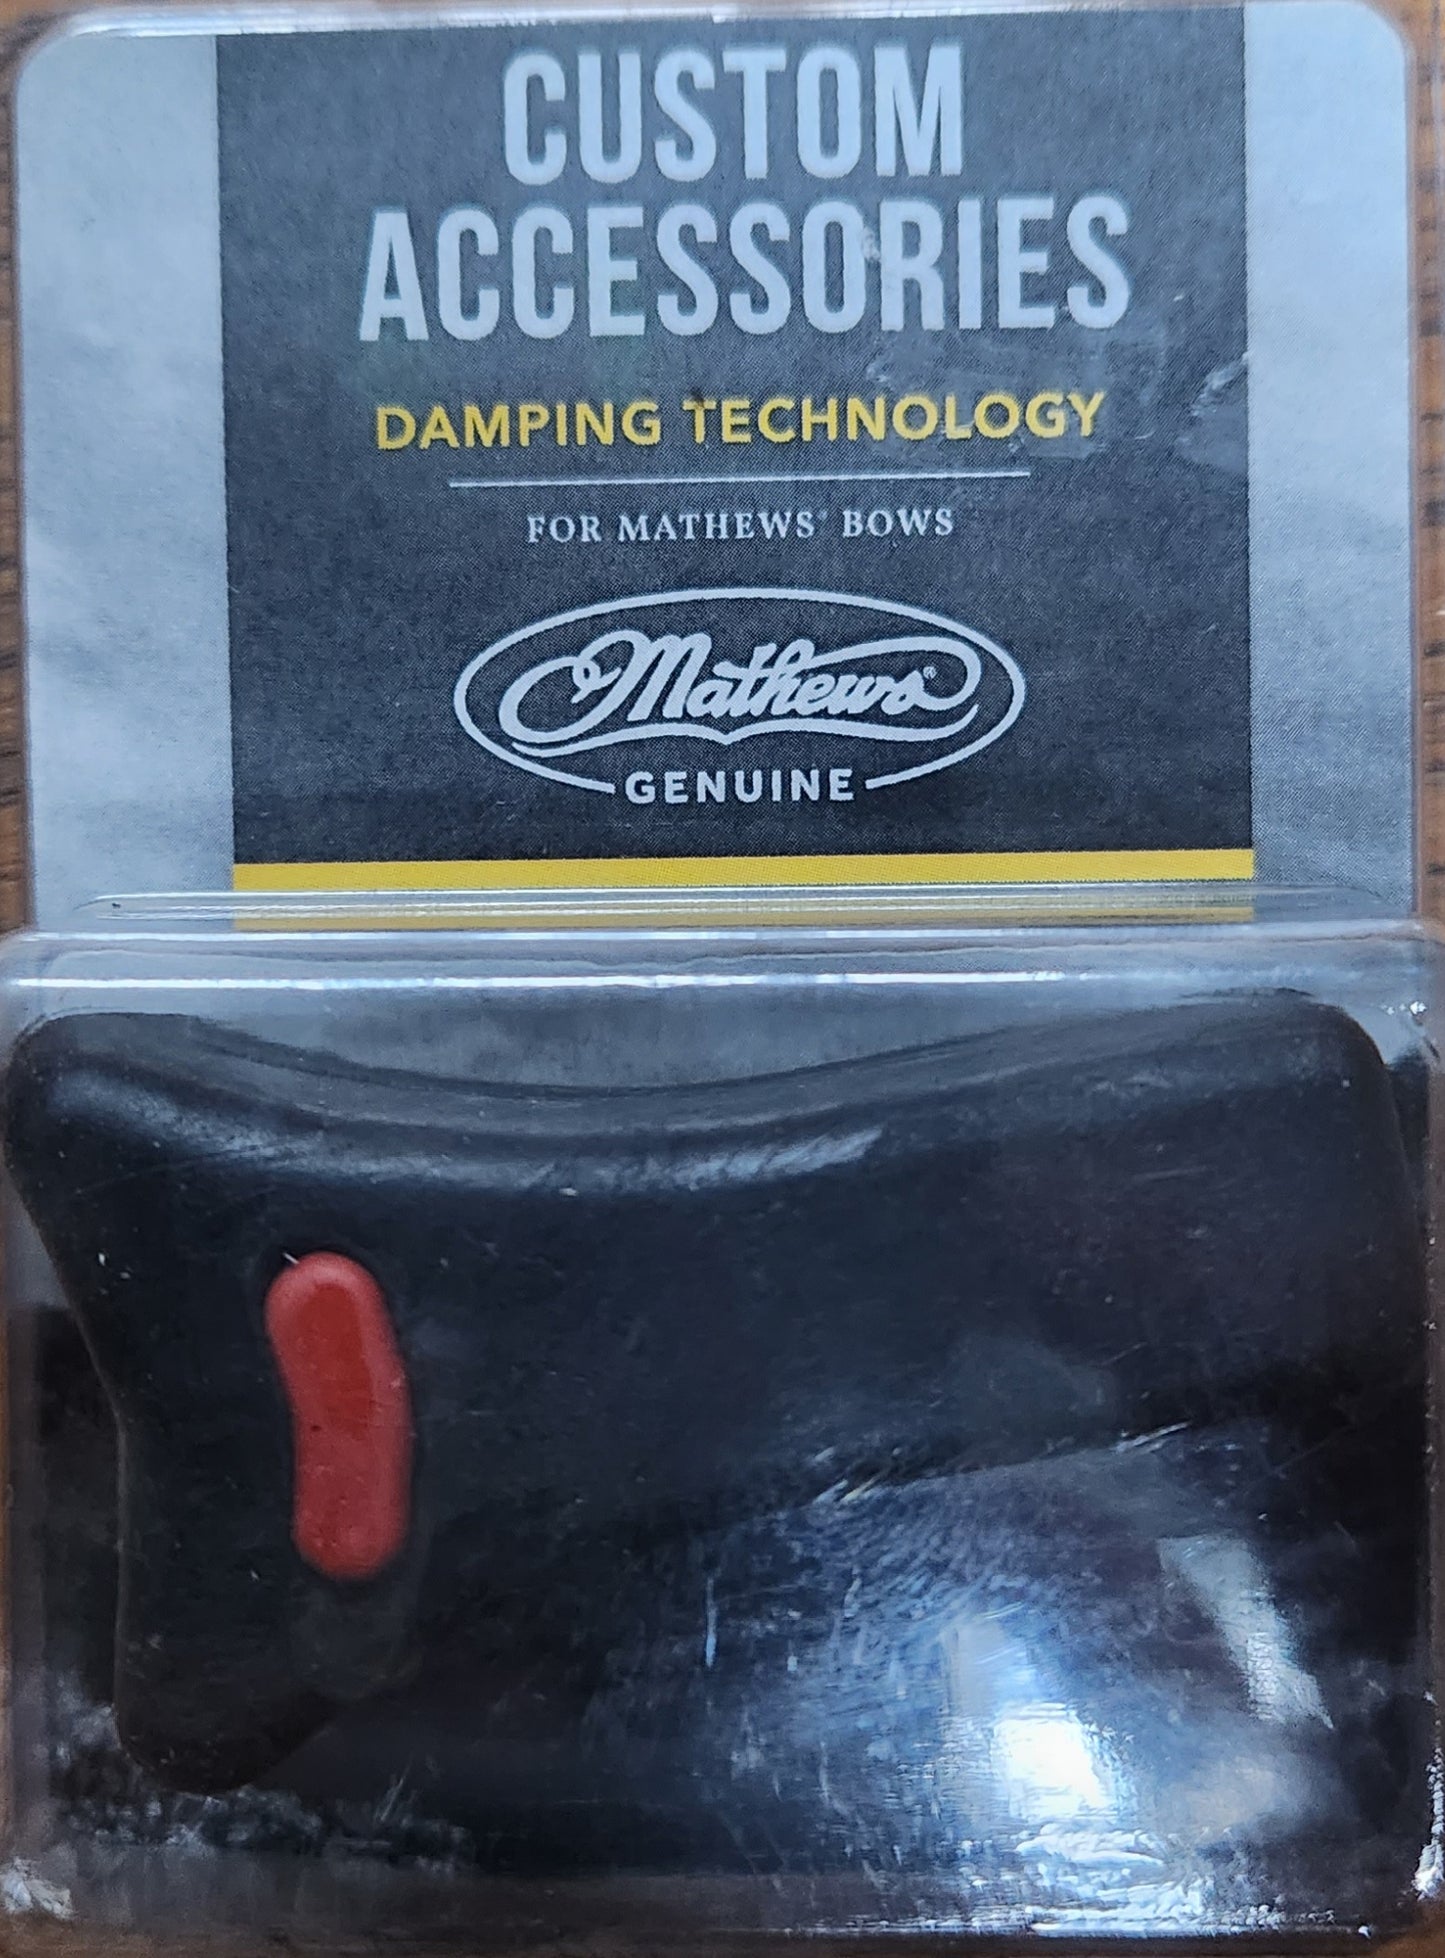 CUSTOM
ACCESSORIES
DAMPING TECHNOLOGY
FOR MATHEWS® BOWS
Mathews®
GENUINE